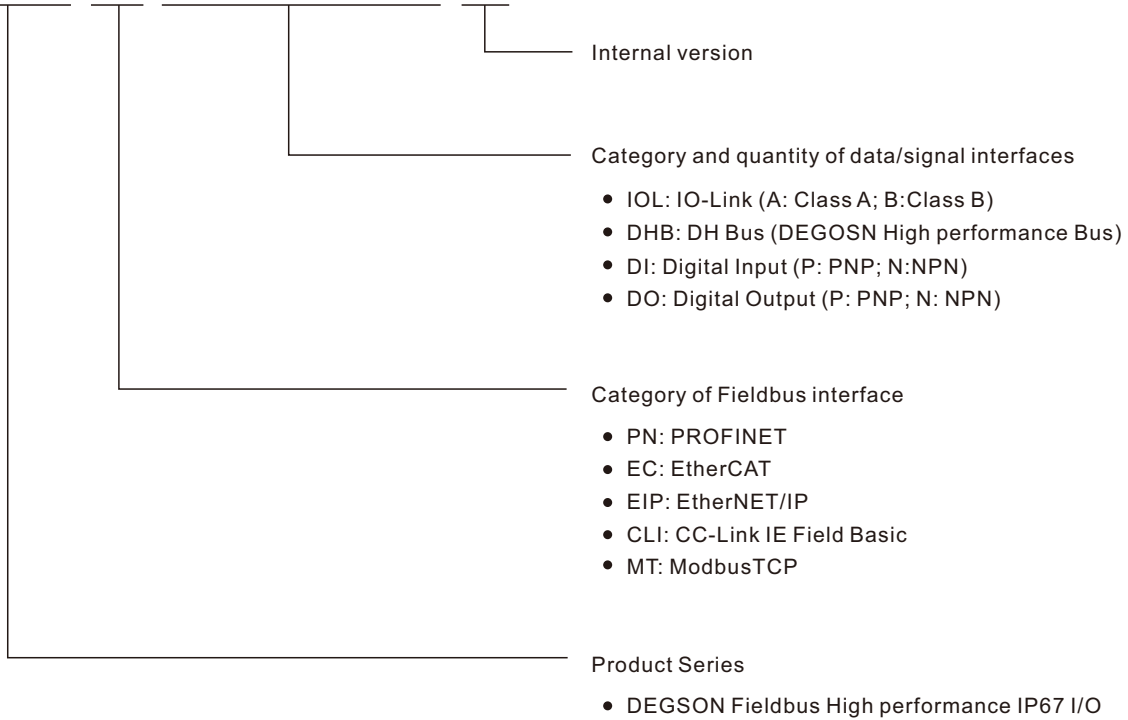 Internal version
Category and quantity of data/signal interfaces
• IOL: IO-Link (A: Class A; B:Class B)
• DHB: DH Bus (DEGOSN High performance Bus)
• DI: Digital Input (P: PNP; N:NPN)
• DO: Digital Output (P: PNP; N: NPN)
Category of Fieldbus interface
• PN: PROFINET
• EC: EtherCAT
• EIP: EtherNET/IP
• CLI: CC-Link IE Field Basic
• MT: ModbusTCP
Product Series
• DEGSON Fieldbus High performance IP67 I/O